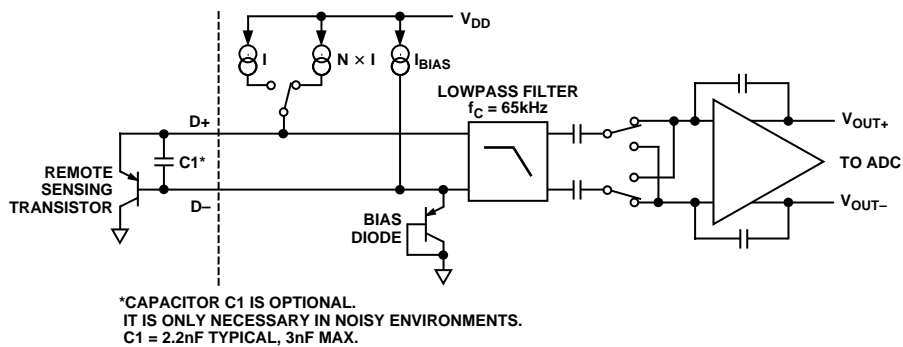 V_DD
I
N × I
I_BIAS
LOWPASS FILTER
f_C = 65kHz
D+
C1*
REMOTE
SENSING
TRANSISTOR
D–
BIAS
DIODE
V_OUT+
TO ADC
V_OUT–
*CAPACITOR C1 IS OPTIONAL.
IT IS ONLY NECESSARY IN NOISY ENVIRONMENTS.
C1 = 2.2nF TYPICAL, 3nF MAX.